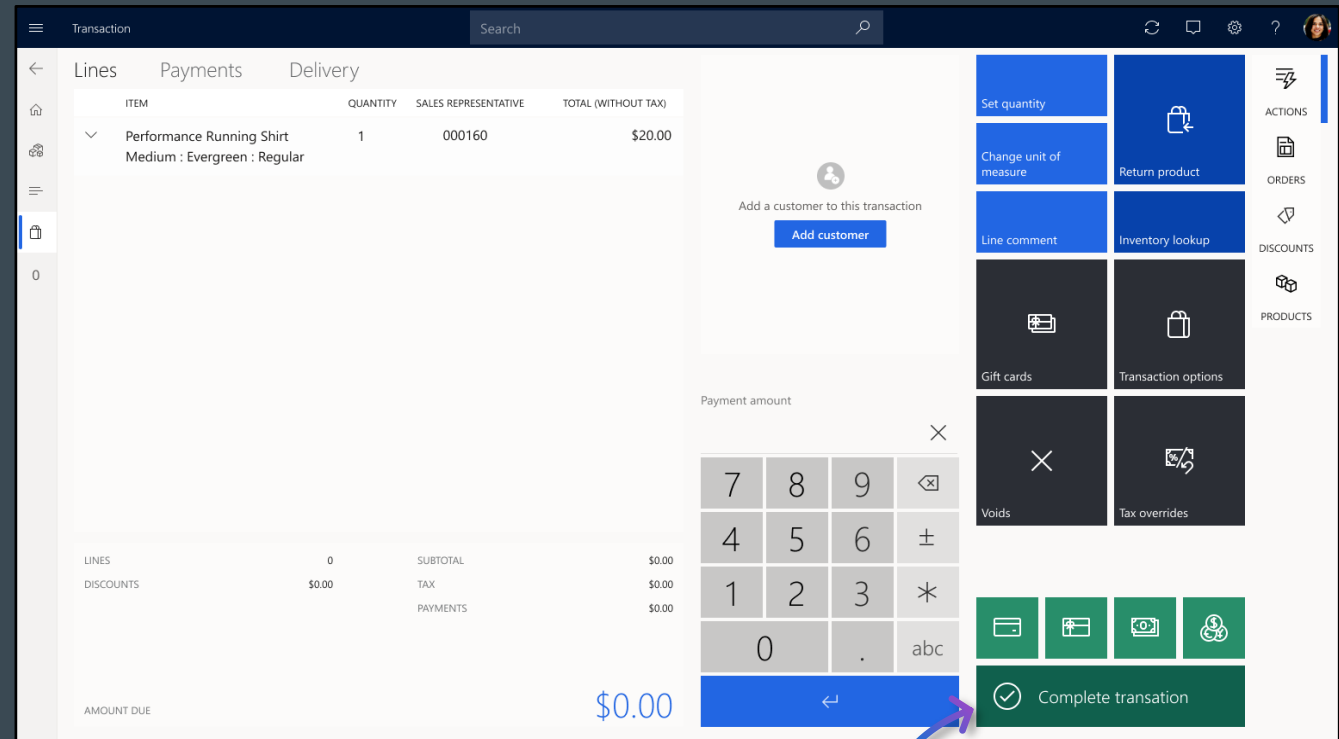 Transaction
Search
?
Lines Payments Delivery
ITEM QUANTITY SALES REPRESENTATIVE TOTAL (WITHOUT TAX)
Performance Running Shirt 1 000160 $20.00
Medium : Evergreen : Regular
0
LINES 0 SUBTOTAL $0.00
DISCOUNTS $0.00 TAX $0.00
PAYMENTS $0.00
AMOUNT DUE $0.00
Add a customer to this transaction
Add customer
Payment amount
7 8 9
4 5 6 ±
1 2 3 *
0 . abc
Set quantity
Change unit of
measure
Return product
Line comment
Inventory lookup
Gift cards
Transaction options
Voids
Tax overrides
Complete transation
ACTIONS
ORDERS
DISCOUNTS
PRODUCTS